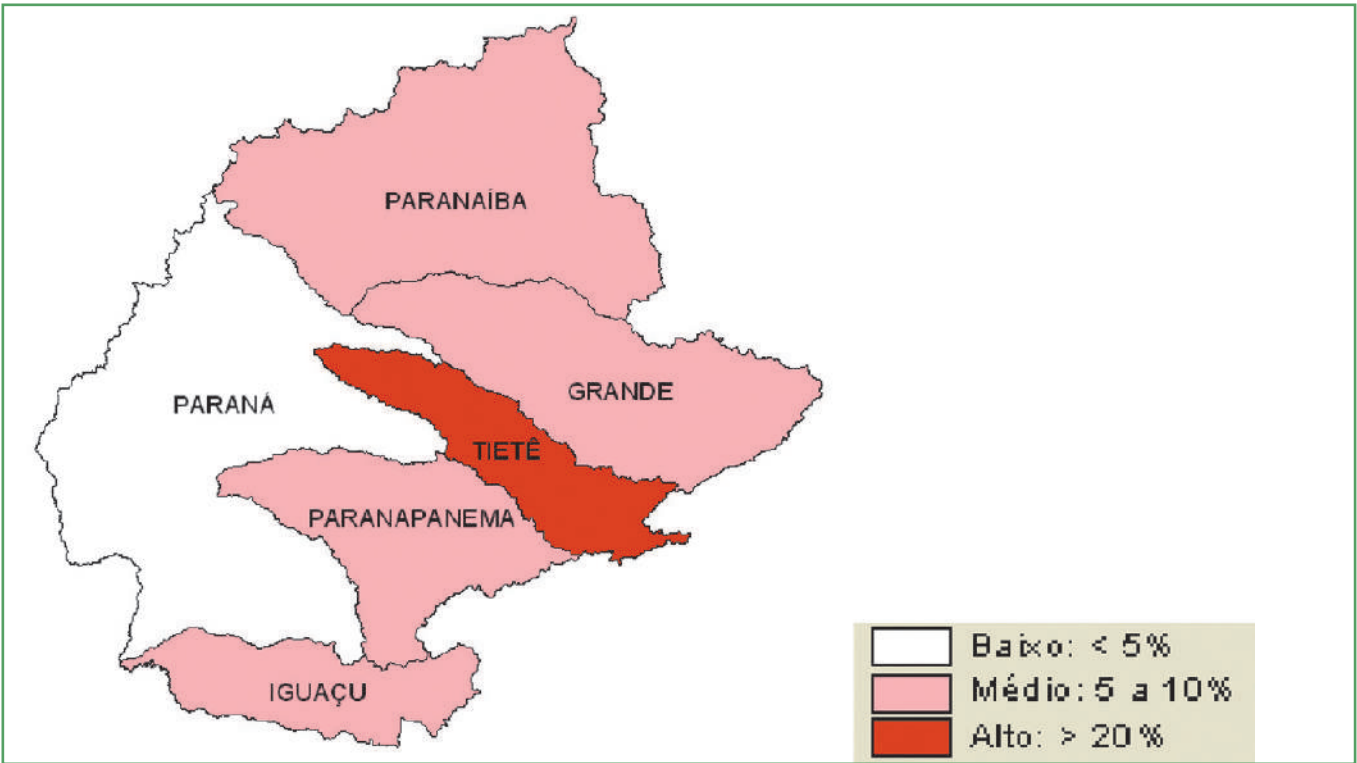 PARANAÍBA
GRANDE
PARANÁ
TIETÊ
PARANAPANEMA
IGUAÇU
Baixo: < 5%
Médio: 5 a 10%
Alto: > 20%